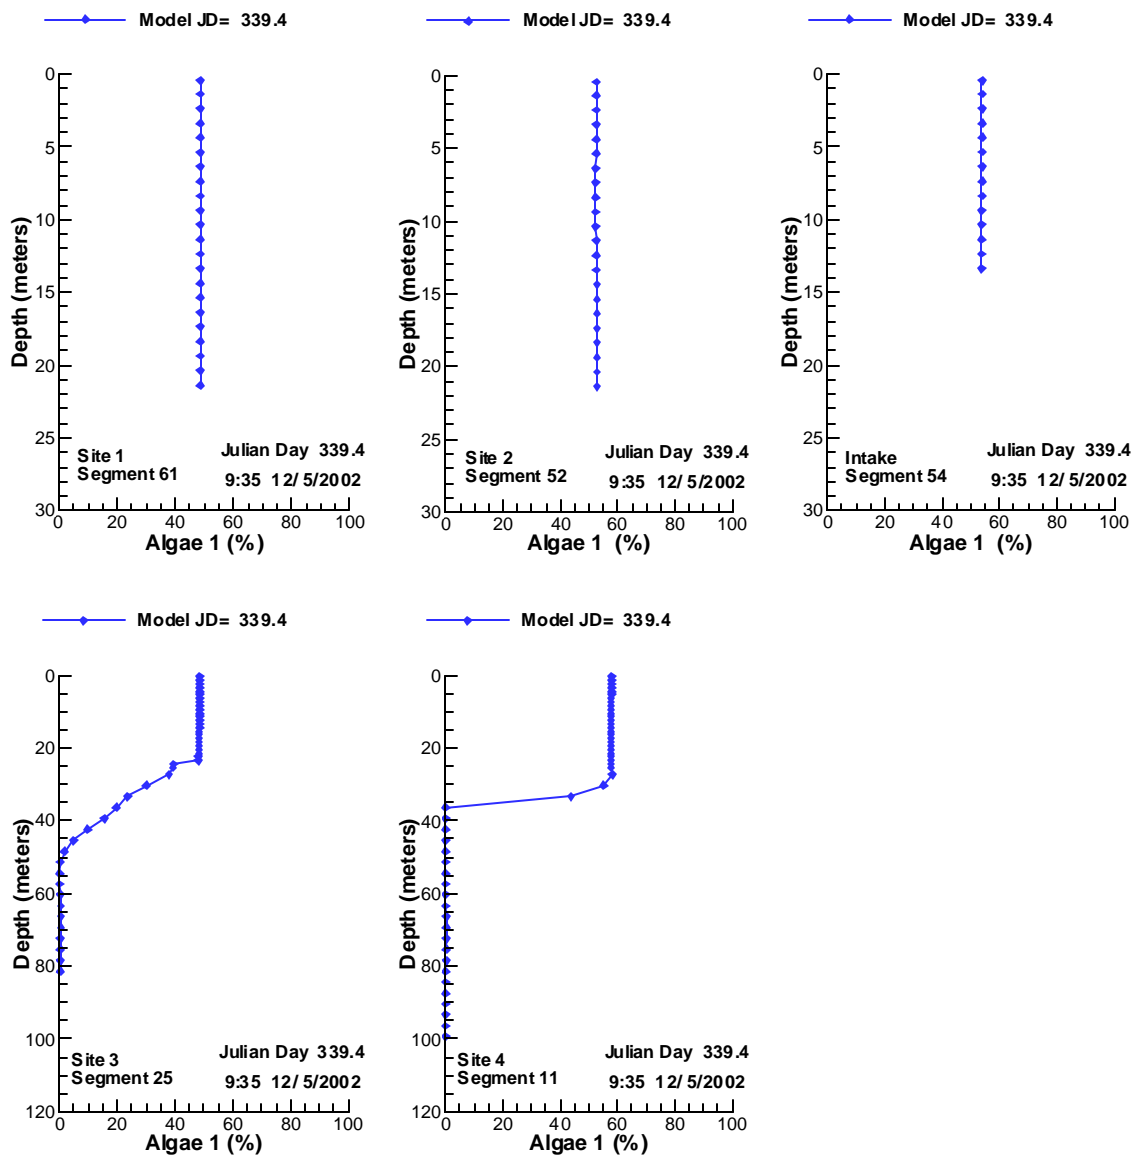 Model JD= 339.4
0
5
10
15
20
25
30
Depth (meters)
Site 1
Segment 61
Julian Day 339.4
9:35 12/ 5/2002
0 20 40 60 80 100
Algae 1 (%)
Model JD= 339.4
0
5
10
15
20
25
30
Depth (meters)
Site 2
Segment 52
Julian Day 339.4
9:35 12/ 5/2002
0 20 40 60 80 100
Algae 1 (%)
Model JD= 339.4
0
5
10
15
20
25
30
Depth (meters)
Intake
Segment 54
Julian Day 339.4
9:35 12/ 5/2002
0 20 40 60 80 100
Algae 1 (%)
Model JD= 339.4
0
20
40
60
80
100
120
Depth (meters)
Site 3
Segment 25
Julian Day 339.4
9:35 12/ 5/2002
0 20 40 60 80 100
Algae 1 (%)
Model JD= 339.4
0
20
40
60
80
100
120
Depth (meters)
Site 4
Segment 11
Julian Day 339.4
9:35 12/ 5/2002
0 20 40 60 80 100
Algae 1 (%)